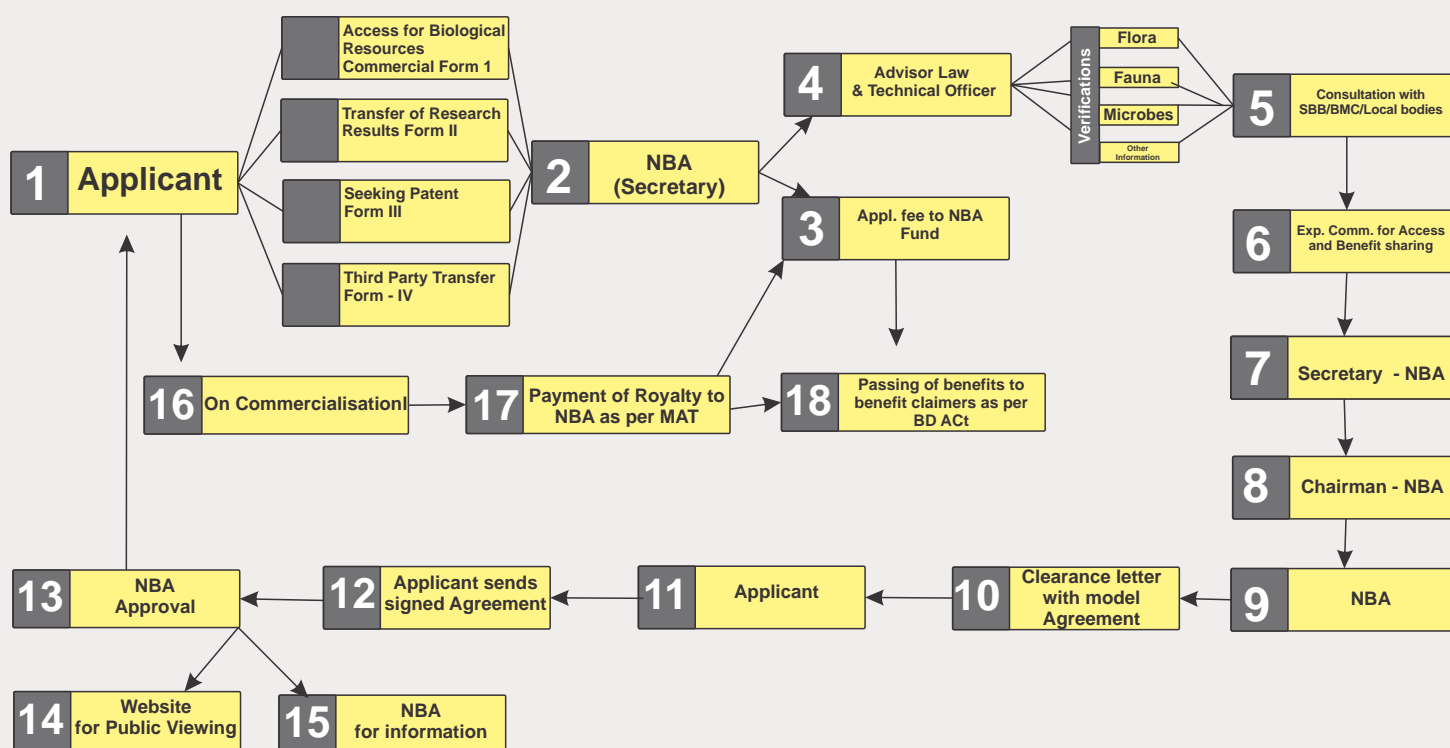 1
Applicant
Access for Biological
Resources
Commercial Form 1
Transfer of Research
Results Form II
Seeking Patent
Form III
Third Party Transfer
Form - IV
2
NBA
(Secretary)
4
Advisor Law
& Technical Officer
3
Appl. fee to NBA
Fund
Verifications
Flora
Fauna
Microbes
Other
Information
5
Consultation with
SBB/BMC/Local bodies
6
Exp. Comm. for Access
and Benefit sharing
7
Secretary - NBA
8
Chairman - NBA
9
NBA
10
Clearance letter
with model
Agreement
11
Applicant
12
Applicant sends
signed Agreement
13
NBA
Approval
14
Website
for Public Viewing
15
NBA
for information
16
On Commercialisationl
17
Payment of Royalty to
NBA as per MAT
18
Passing of benefits to
benefit claimers as per
BD ACt